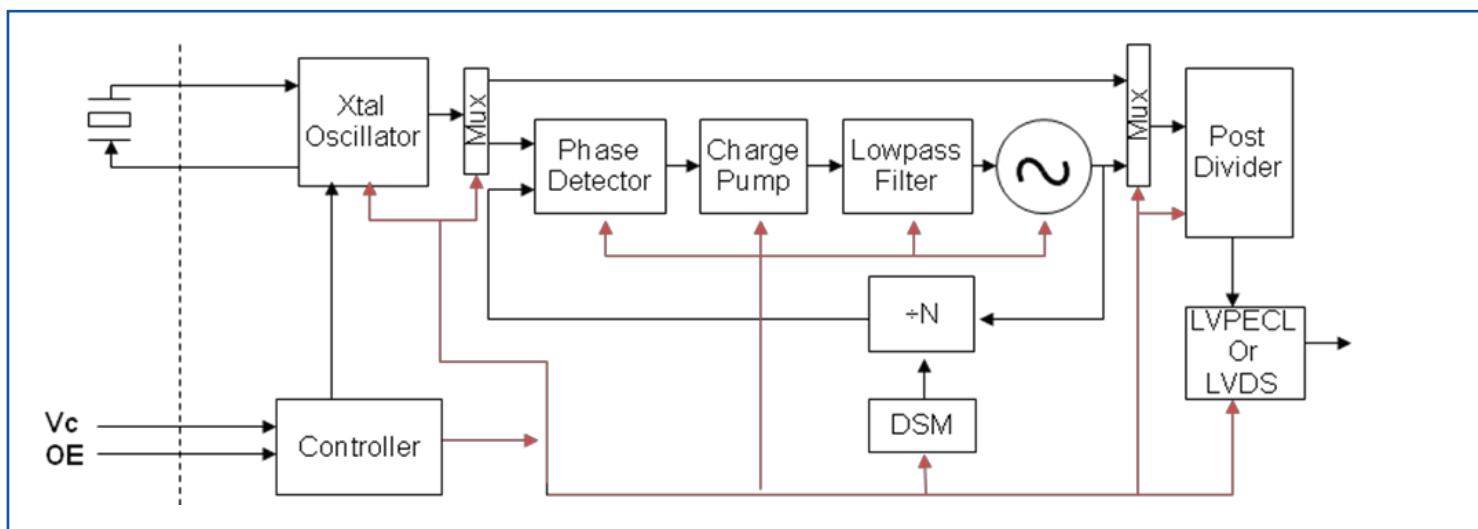 Xtal
Oscillator
Mux
Phase
Detector
Charge
Pump
Lowpass
Filter
Mux
Post
Divider
÷N
LVPECL
Or
LVDS
DSM
Vc
OE
Controller